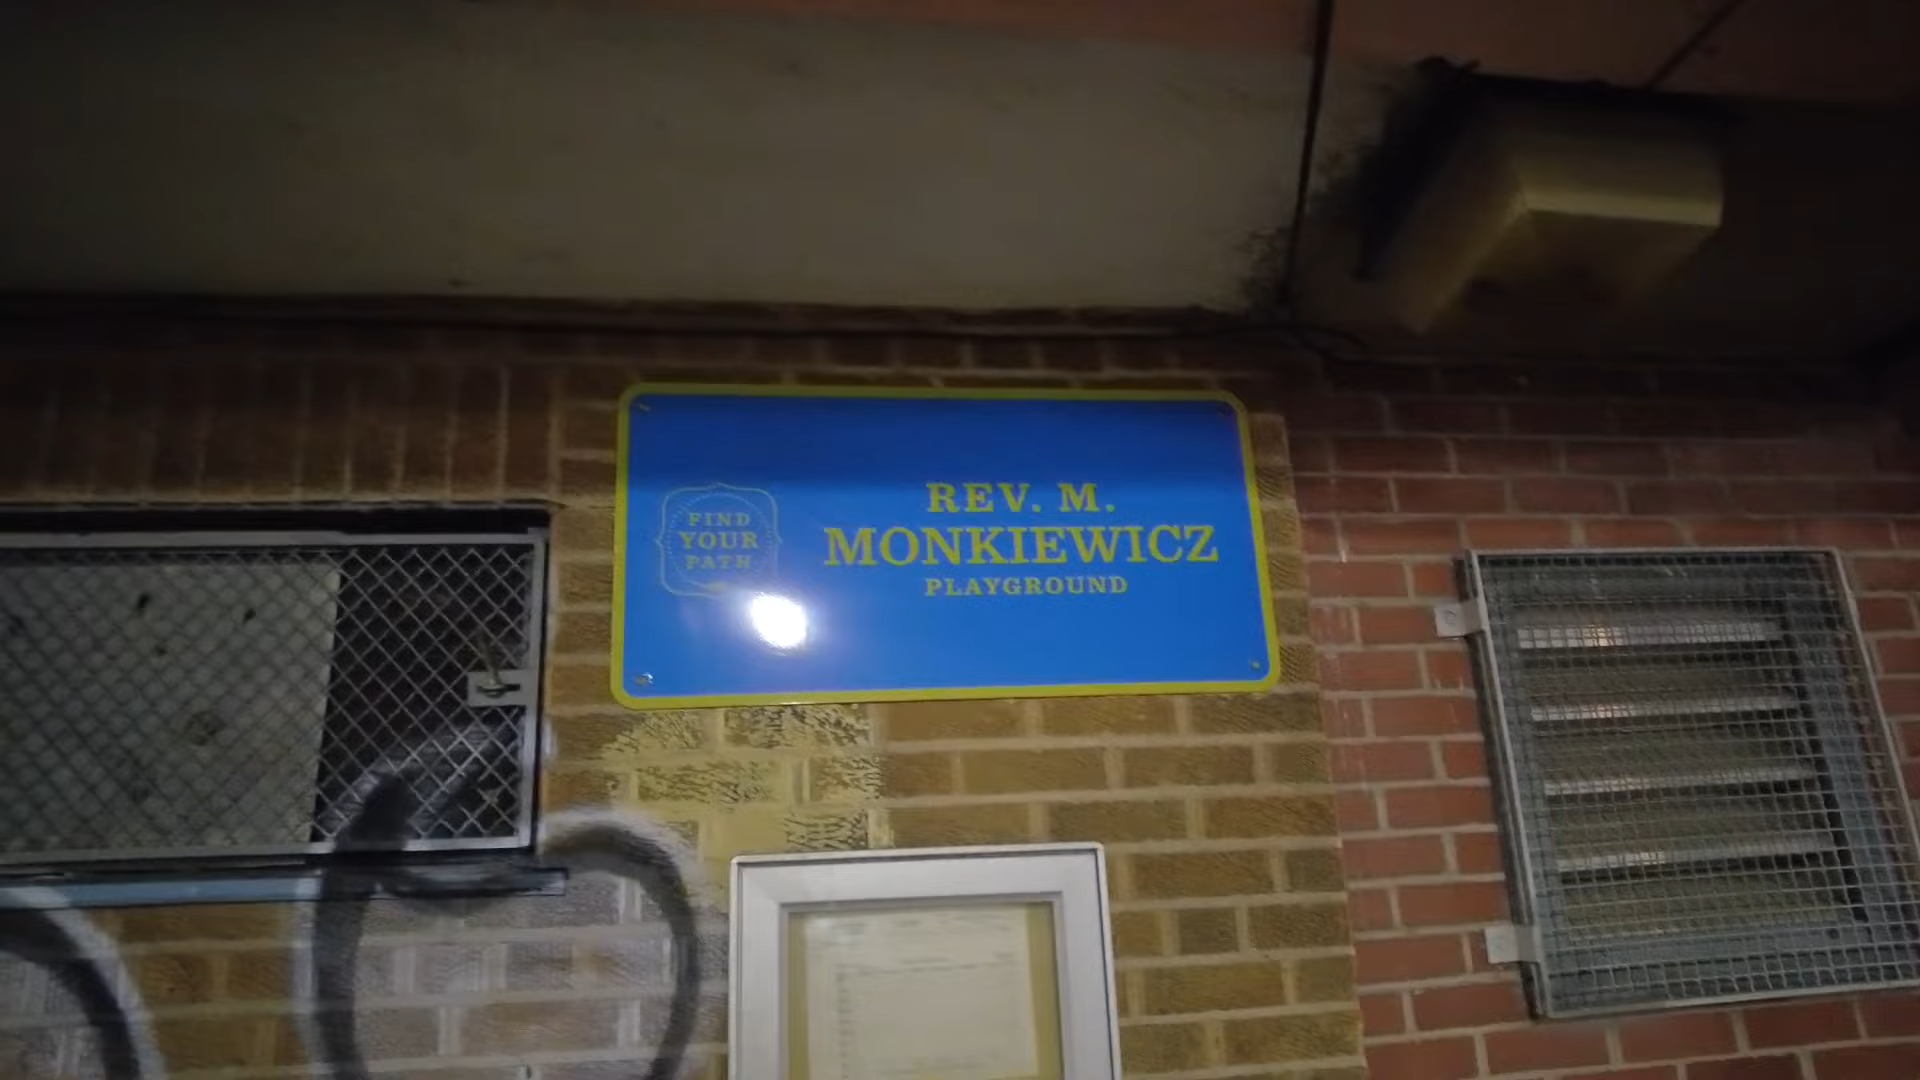 FIND
YOUR
PATH
REV. M.
MONKIEWICZ
PLAYGROUND